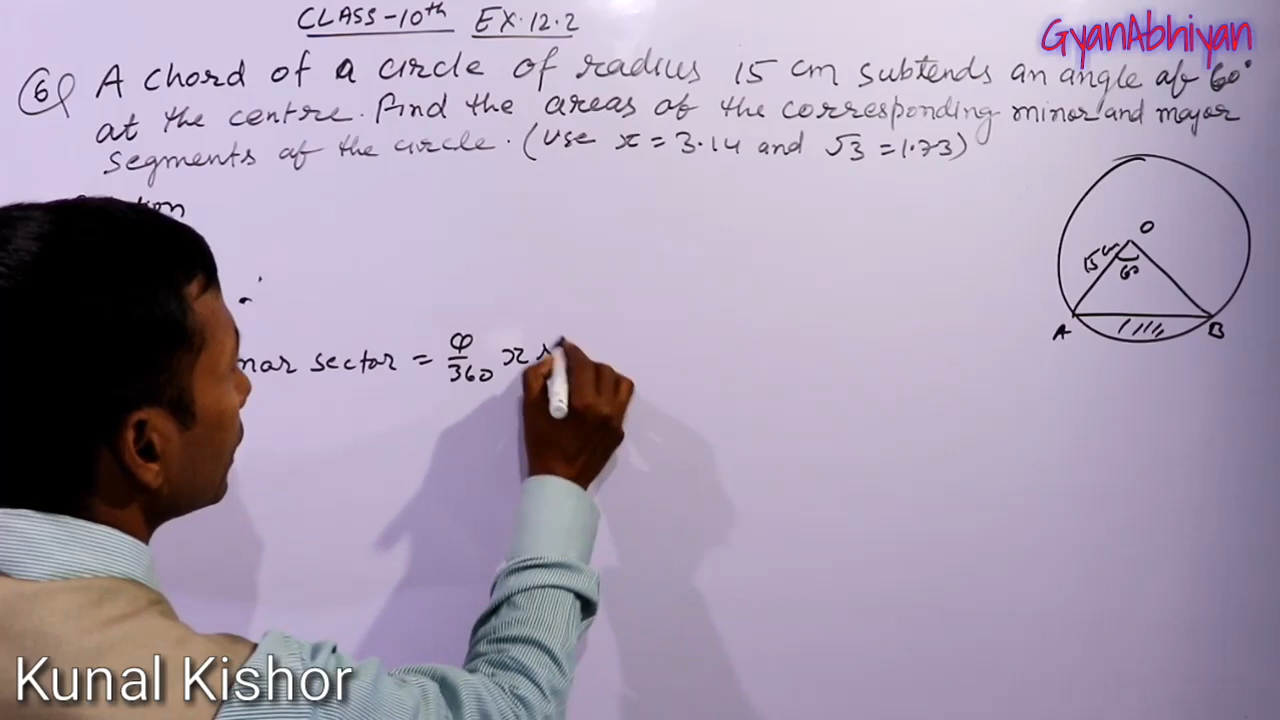 CLASS-10th EX.12.2
GyanAbhiyan
6 A chord of a circle of radius 15 cm subtends an angle of 60°
at the centre. Find the areas of the corresponding minor and major
segments of the circle. (Use π = 3.14 and √3 = 1.73)
O
15 cm
60
A B
sector = θ/360 π
Kunal Kishor